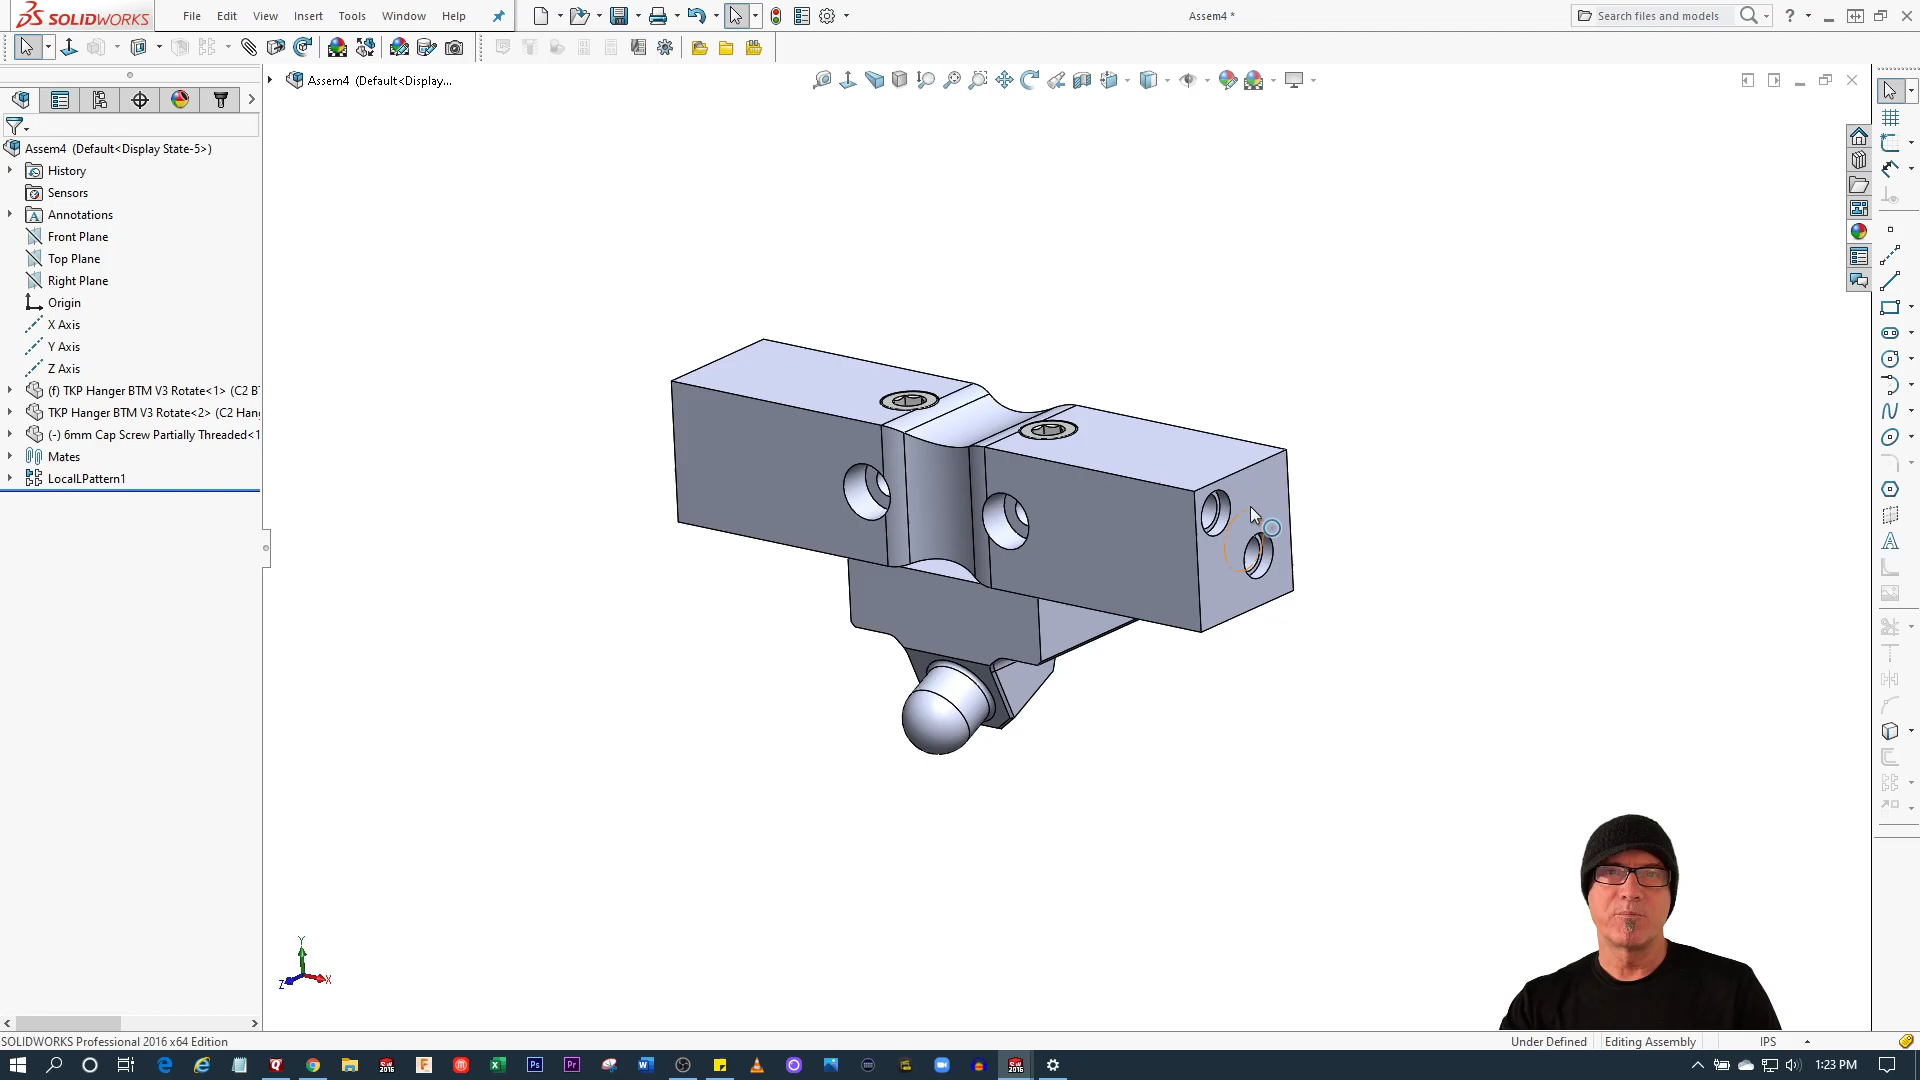 SOLIDWORKS
File Edit View Insert Tools Window Help
Assem4 *
Search files and models
Assem4 (Default<Display...
Assem4 (Default<Display State-5>)
History
Sensors
Annotations
Front Plane
Top Plane
Right Plane
Origin
X Axis
Y Axis
Z Axis
(f) TKP Hanger BTM V3 Rotate<1> (C2 B
TKP Hanger BTM V3 Rotate<2> (C2 Hang
(-) 6mm Cap Screw Partially Threaded<1
Mates
LocalLPattern1
Y
Z
X
SOLIDWORKS Professional 2016 x64 Edition
Under Defined
Editing Assembly
IPS
1:23 PM